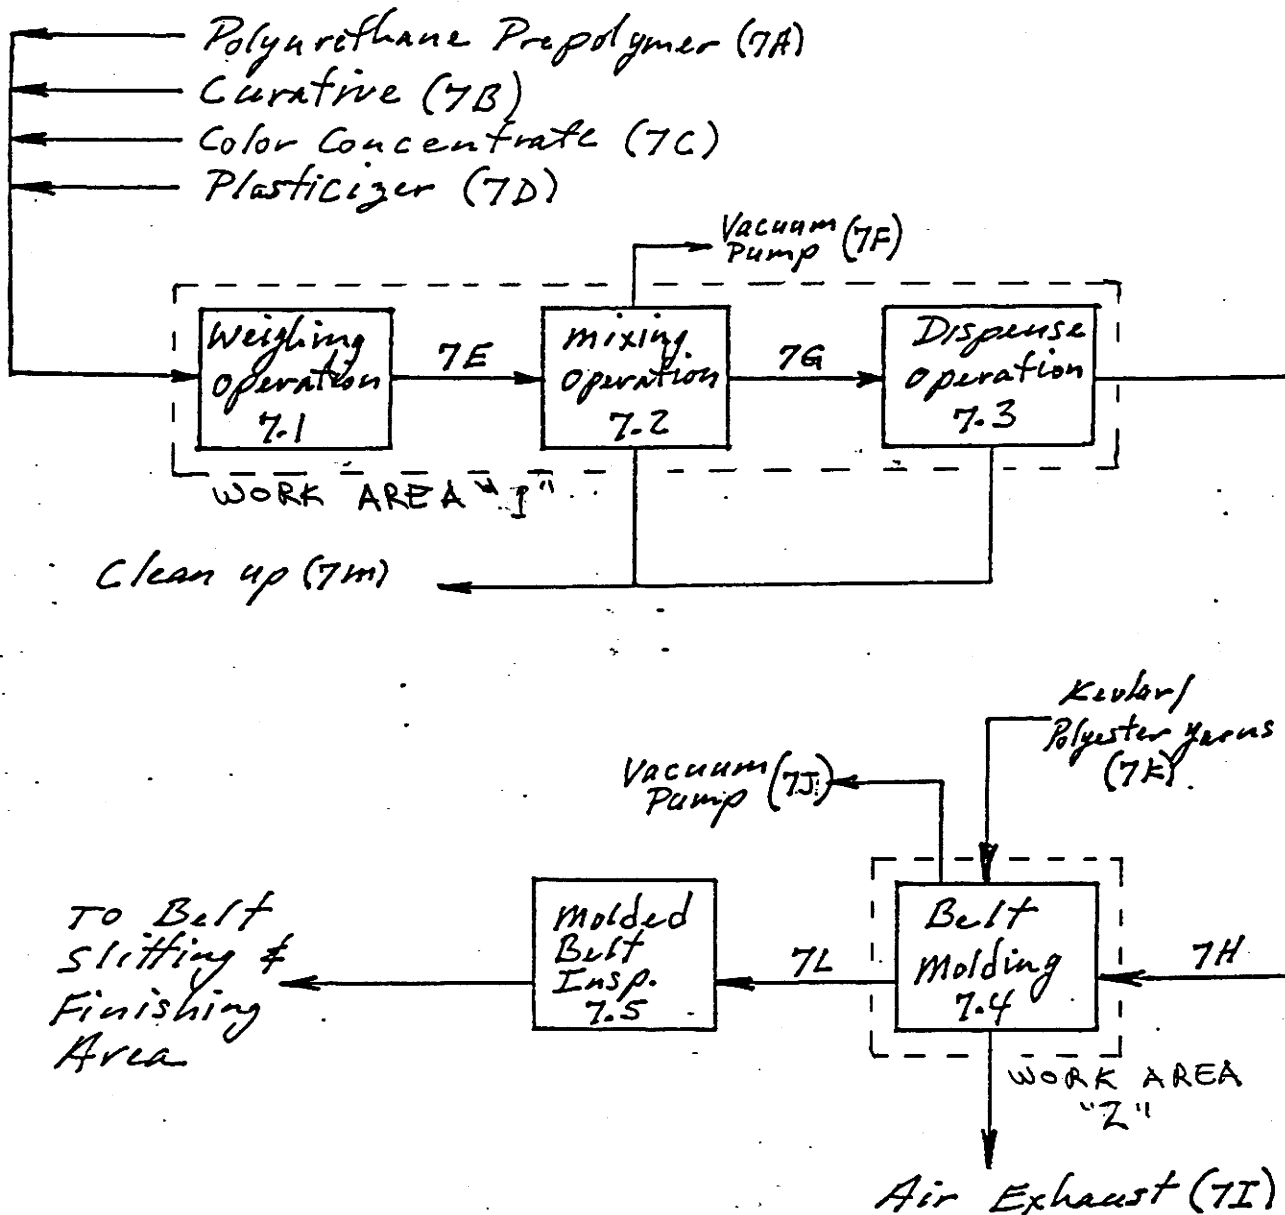 Polyurethane Prepolymer (7A)
Curative (7B)
Color Concentrate (7C)
Plasticizer (7D)
Vacuum
Pump (7F)
Weighing
Operation
7.1
7E
Mixing
Operation
7.2
7G
Dispense
Operation
7.3
WORK AREA "1"
Clean up (7M)
Kevlar/
Polyester yarns
(7K)
Vacuum
Pump (7J)
To Belt
Slitting &
Finishing
Area
Molded
Belt
Insp.
7.5
7L
Belt
Molding
7.4
7H
WORK AREA
"2"
Air Exhaust (7I)